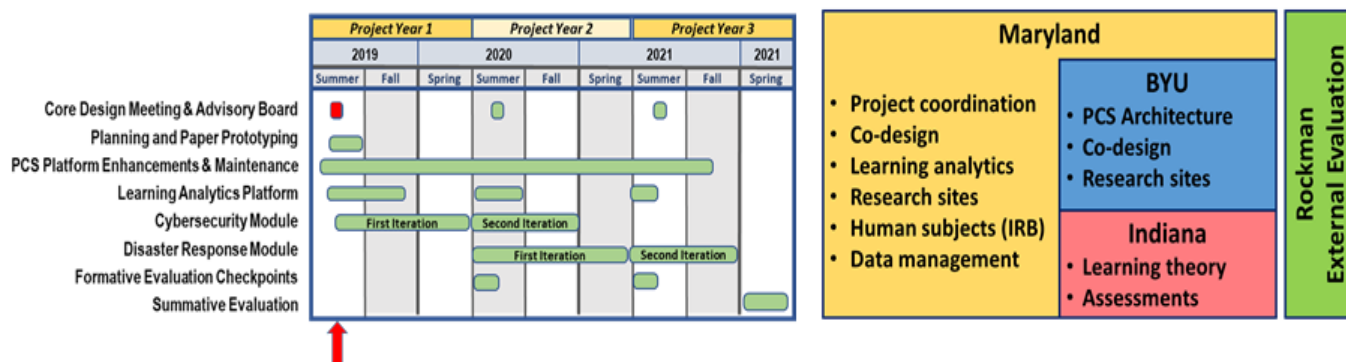 Project Year 1 Project Year 2 Project Year 3
2019 2020 2021 2021
Summer Fall Spring Summer Fall Spring Summer Fall Spring
Core Design Meeting & Advisory Board
Planning and Paper Prototyping
PCS Platform Enhancements & Maintenance
Learning Analytics Platform
Cybersecurity Module
First Iteration Second Iteration
Disaster Response Module
First Iteration Second Iteration
Formative Evaluation Checkpoints
Summative Evaluation
Maryland
• Project coordination
• Co-design
• Learning analytics
• Research sites
• Human subjects (IRB)
• Data management
BYU
• PCS Architecture
• Co-design
• Research sites
Indiana
• Learning theory
• Assessments
Rockman
External Evaluation